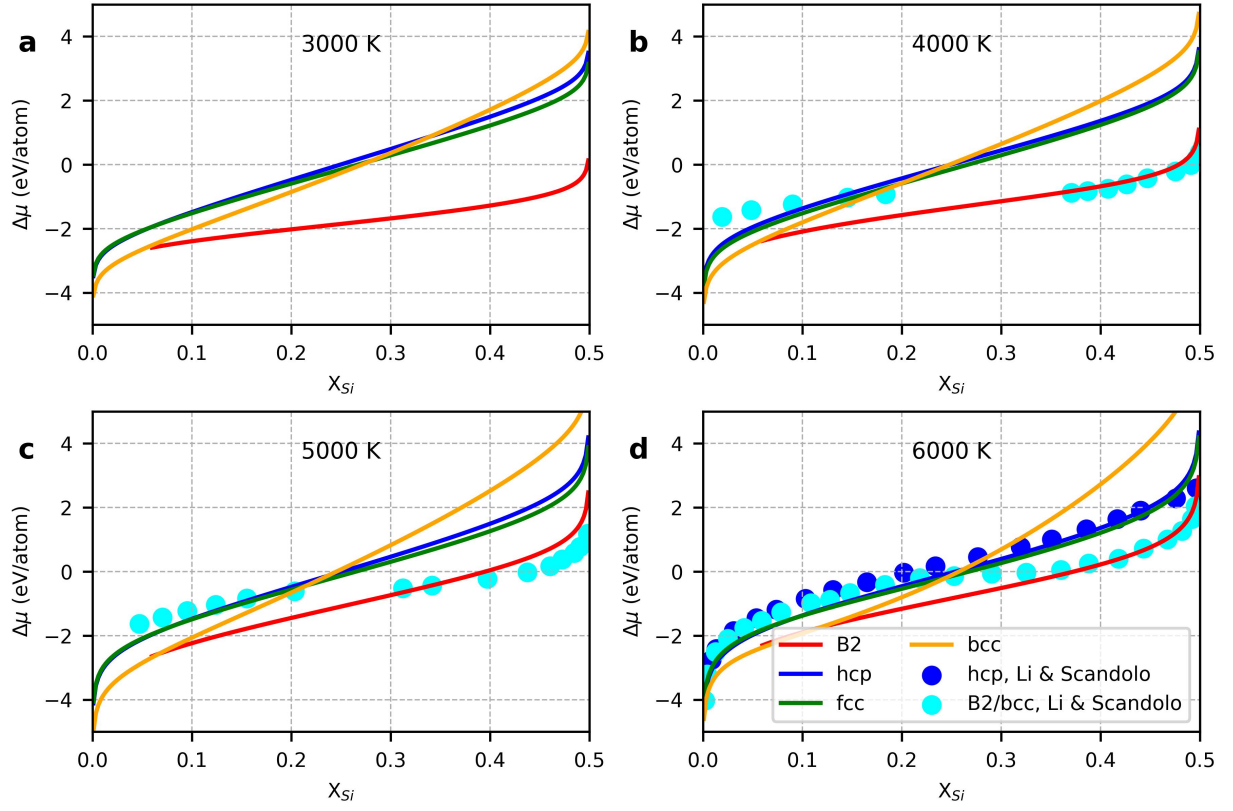 a
3000 K
4
2
0
−2
−4
Δμ (eV/atom)
0.0 0.1 0.2 0.3 0.4 0.5
X_Si
b
4000 K
4
2
0
−2
−4
Δμ (eV/atom)
0.0 0.1 0.2 0.3 0.4 0.5
X_Si
c
5000 K
4
2
0
−2
−4
Δμ (eV/atom)
0.0 0.1 0.2 0.3 0.4 0.5
X_Si
d
6000 K
4
2
0
−2
−4
Δμ (eV/atom)
B2
hcp
fcc
bcc
hcp, Li & Scandolo
B2/bcc, Li & Scandolo
0.0 0.1 0.2 0.3 0.4 0.5
X_Si